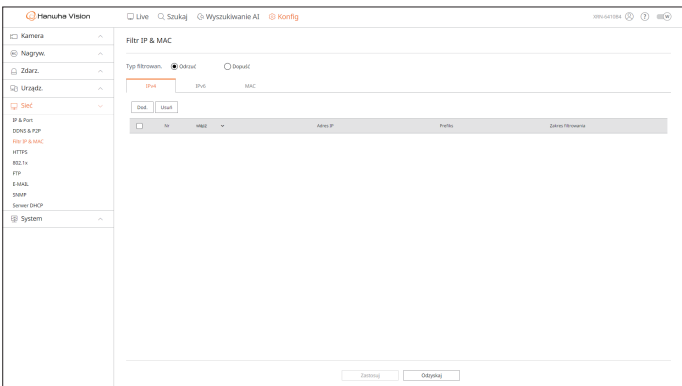 Hanwha Vision
Live Szukaj Wyszukiwanie AI Konfig
XRN-6410B4
Kamera
Nagryw.
Zdarz.
Urządz.
Sieć
IP & Port
DDNS & P2P
Filtr IP & MAC
HTTPS
802.1x
FTP
E-MAIL
SNMP
Serwer DHCP
System
Filtr IP & MAC
Typ filtrowan. Odrzuć Dopuść
IPv4 IPv6 MAC
Dod. Usuń
Nr Włącz Adres IP Prefiks Zakres filtrowania
Zastosuj Odzyskaj